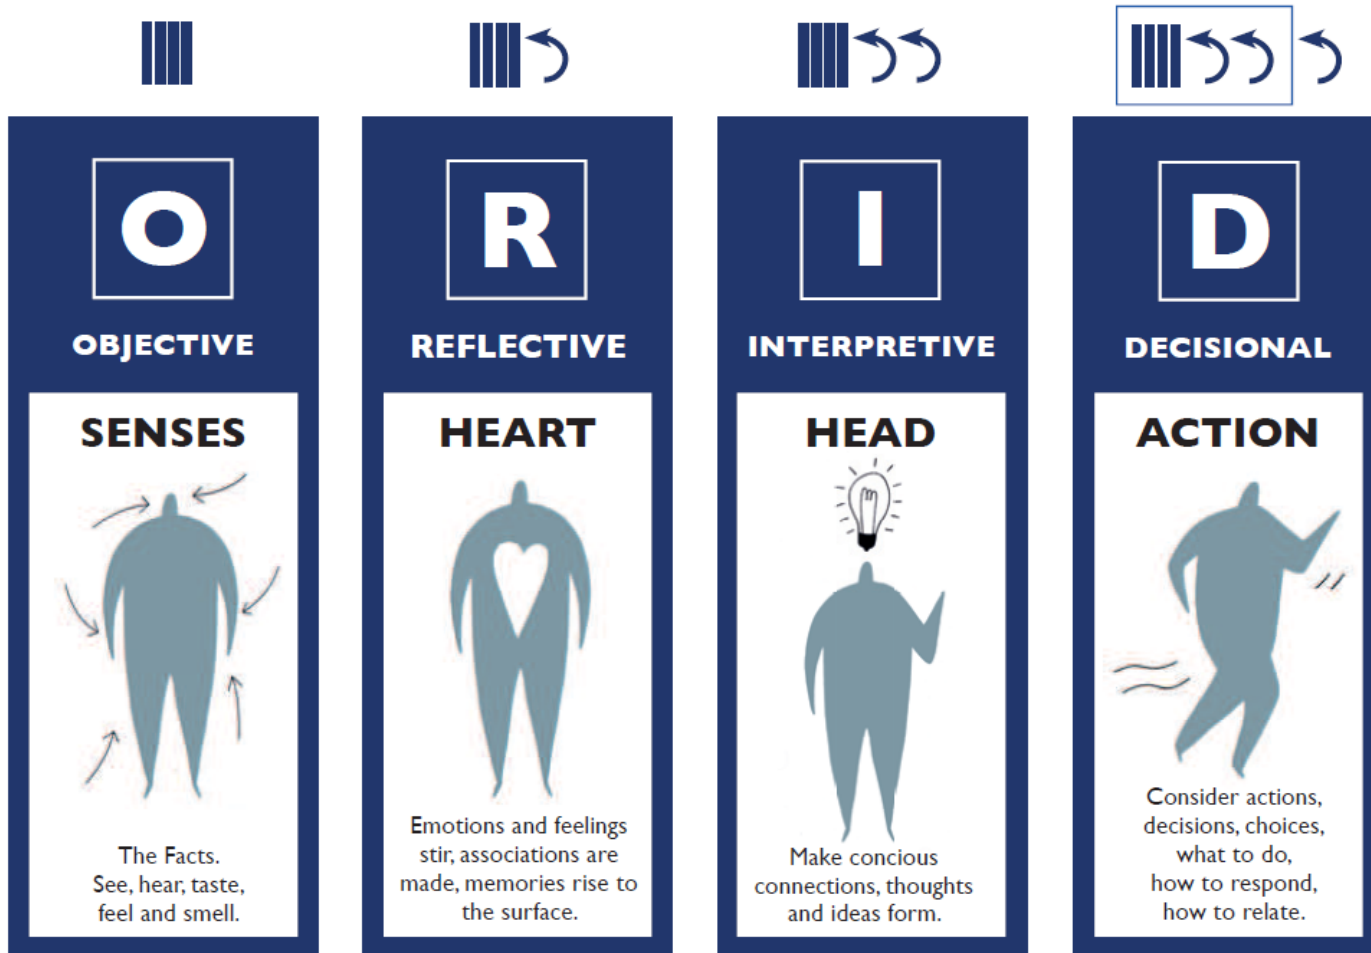 O
OBJECTIVE
SENSES
The Facts.
See, hear, taste,
feel and smell.
R
REFLECTIVE
HEART
Emotions and feelings
stir, associations are
made, memories rise to
the surface.
I
INTERPRETIVE
HEAD
Make concious
connections, thoughts
and ideas form.
D
DECISIONAL
ACTION
Consider actions,
decisions, choices,
what to do,
how to respond,
how to relate.